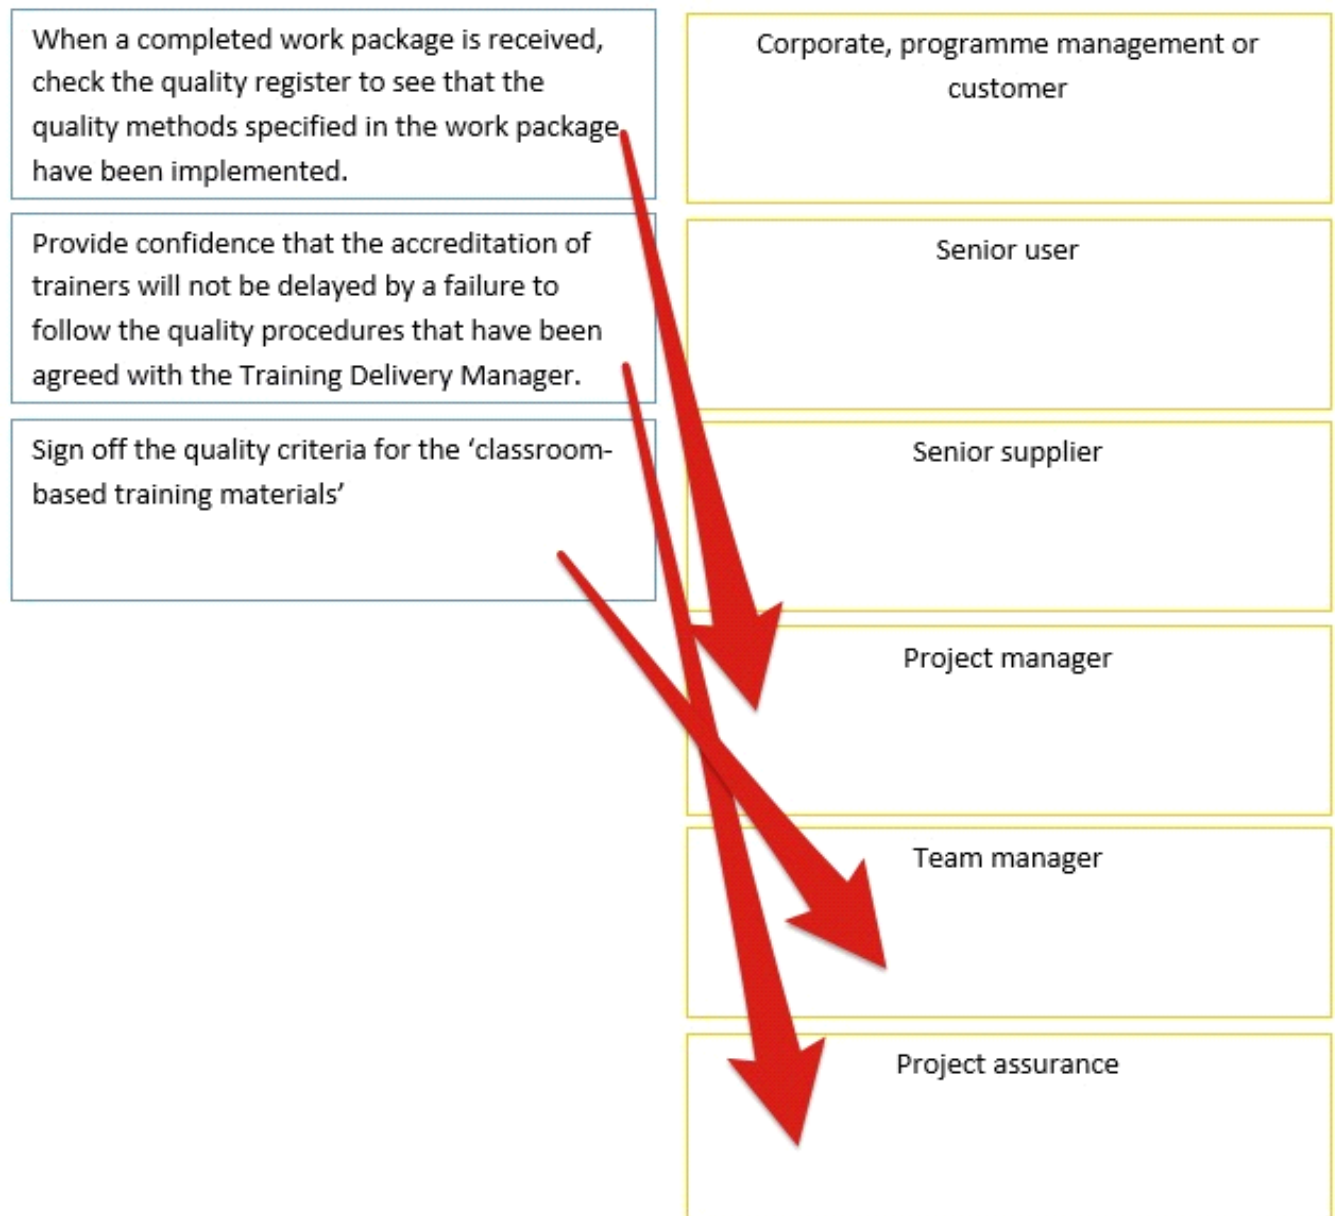 When a completed work package is received,
check the quality register to see that the
quality methods specified in the work package
have been implemented.
Provide confidence that the accreditation of
trainers will not be delayed by a failure to
follow the quality procedures that have been
agreed with the Training Delivery Manager.
Sign off the quality criteria for the ‘classroom-
based training materials’
Corporate, programme management or
customer
Senior user
Senior supplier
Project manager
Team manager
Project assurance